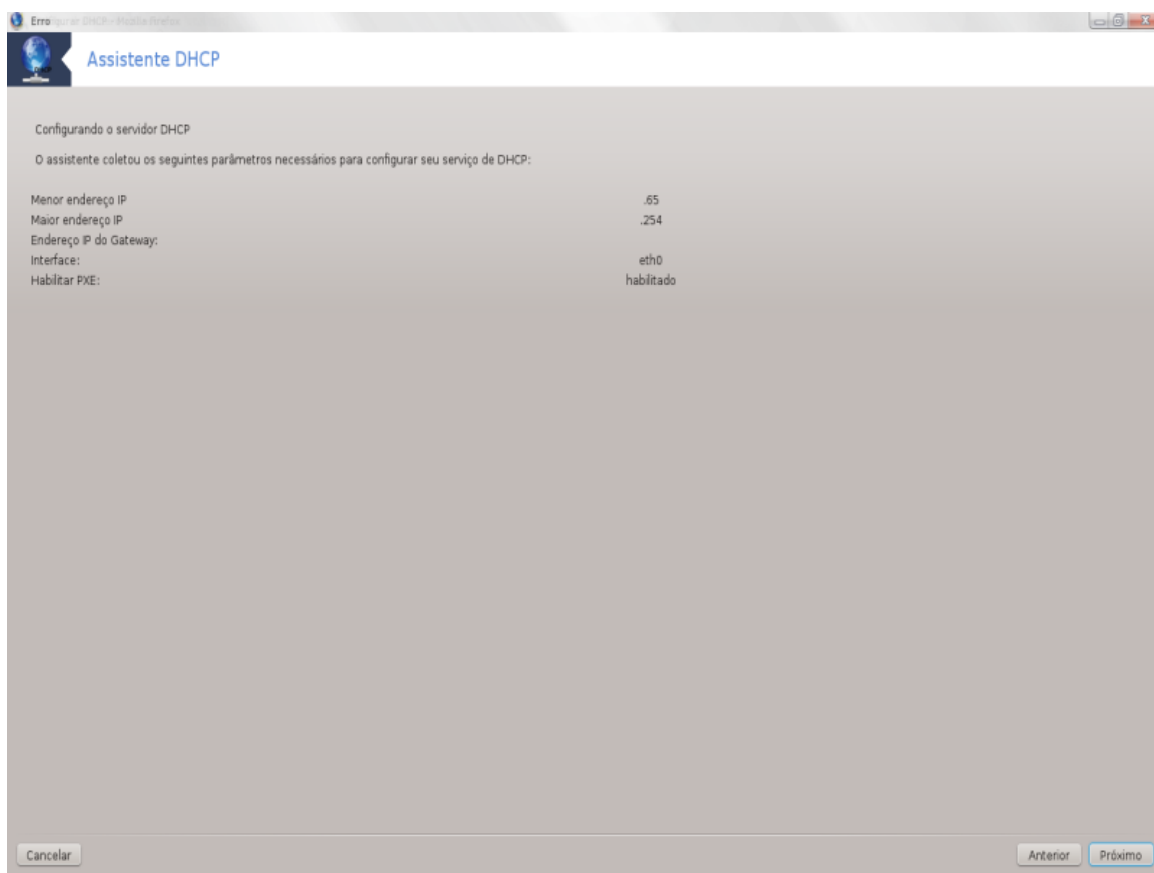 Erro
Assistente DHCP
Configurando o servidor DHCP
O assistente coletou os seguintes parâmetros necessários para configurar seu serviço de DHCP:
Menor endereço IP .65
Maior endereço IP .254
Endereço IP do Gateway:
Interface: eth0
Habilitar PXE: habilitado
Cancelar Anterior Próximo